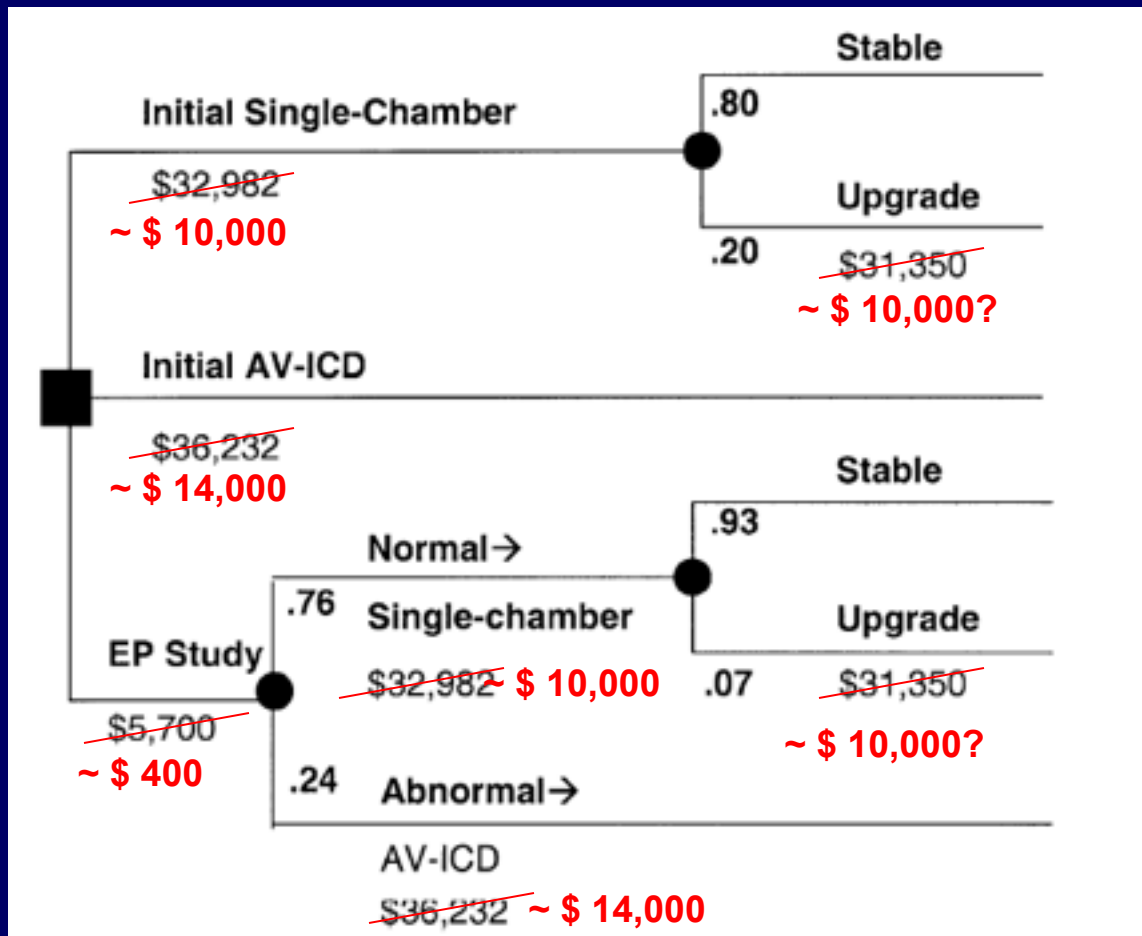 Stable
.80
Initial Single-Chamber
$32,982
~ $ 10,000
Upgrade
.20
$31,350
~ $ 10,000?
Initial AV-ICD
$36,232
~ $ 14,000
Stable
.93
Normal→
.76
Single-chamber
EP Study
Upgrade
$32,982 ~ $ 10,000
.07
$31,350
$5,700
~ $ 10,000?
~ $ 400
.24
Abnormal→
AV-ICD
$36,232 ~ $ 14,000